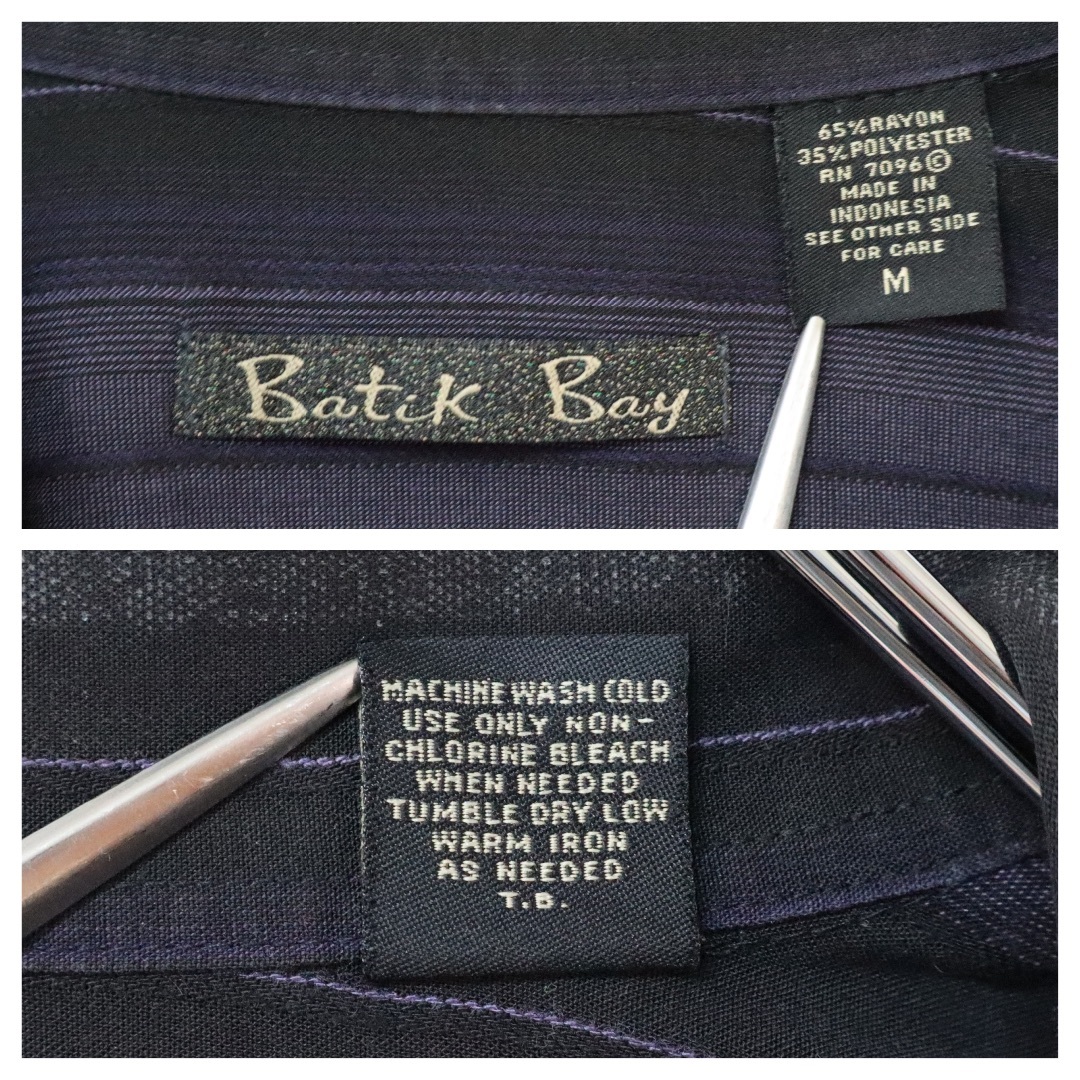 65%RAYON
35%POLYESTER
RN 7096©
MADE IN
INDONESIA
SEE OTHER SIDE
FOR CARE
M
Batik Bay
MACHINE WASH COLD
USE ONLY NON-
CHLORINE BLEACH
WHEN NEEDED
TUMBLE DRY LOW
WARM IRON
AS NEEDED
T.B.